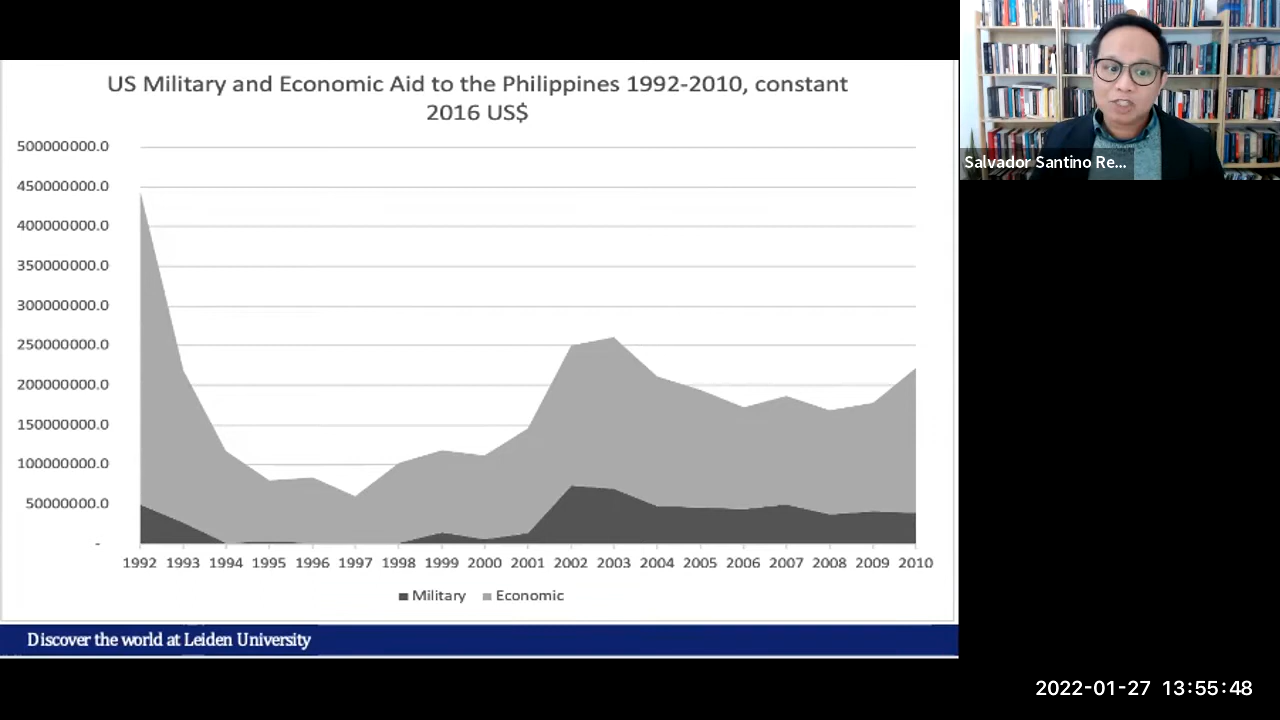 US Military and Economic Aid to the Philippines 1992-2010, constant
2016 US$
500000000.0
450000000.0
400000000.0
350000000.0
300000000.0
250000000.0
200000000.0
150000000.0
100000000.0
50000000.0
-
1992 1993 1994 1995 1996 1997 1998 1999 2000 2001 2002 2003 2004 2005 2006 2007 2008 2009 2010
Military Economic
Discover the world at Leiden University
Salvador Santino Re...
2022-01-27 13:55:48